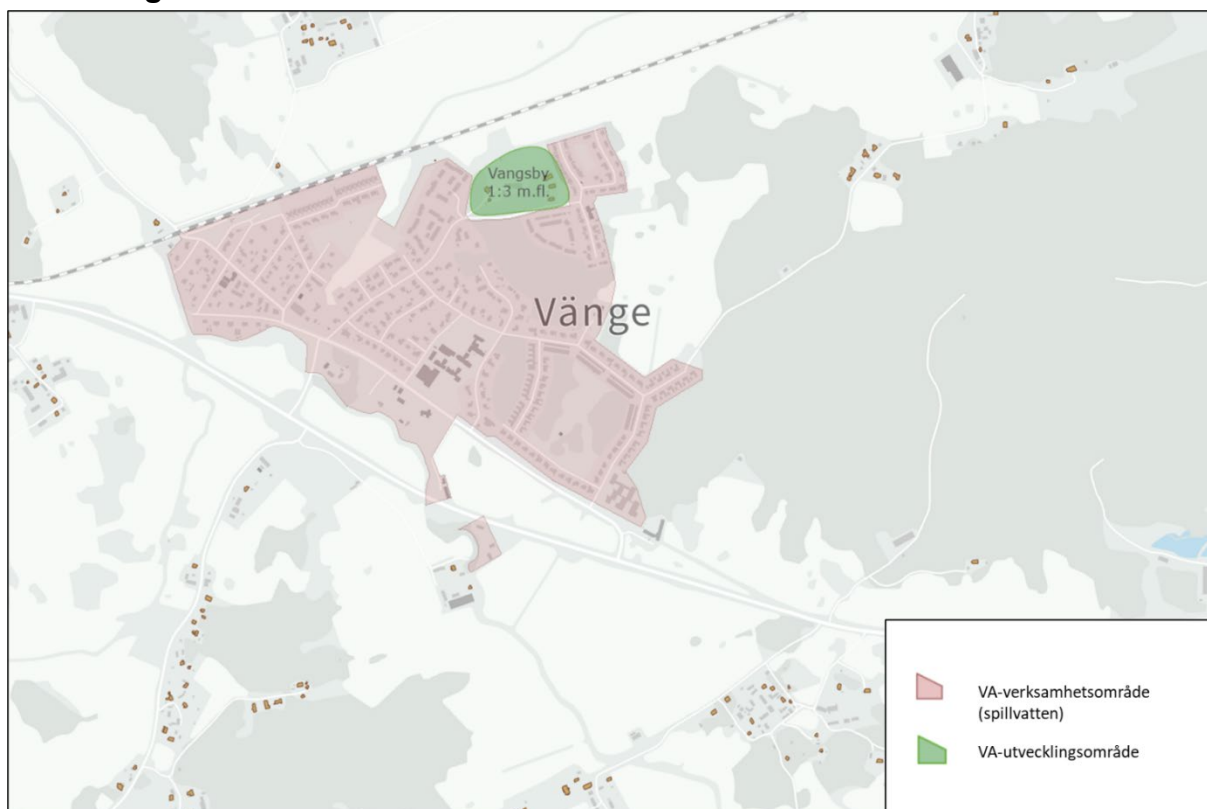 Vangsby
1:3 m.fl.
Vänge
VA-verksamhetsområde
(spillvatten)
VA-utvecklingsområde